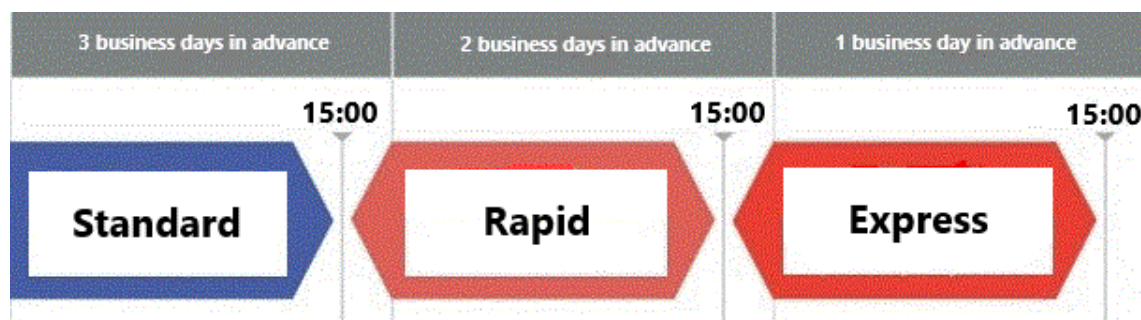 3 business days in advance
2 business days in advance
1 business day in advance
15:00
15:00
15:00
Standard
Rapid
Express